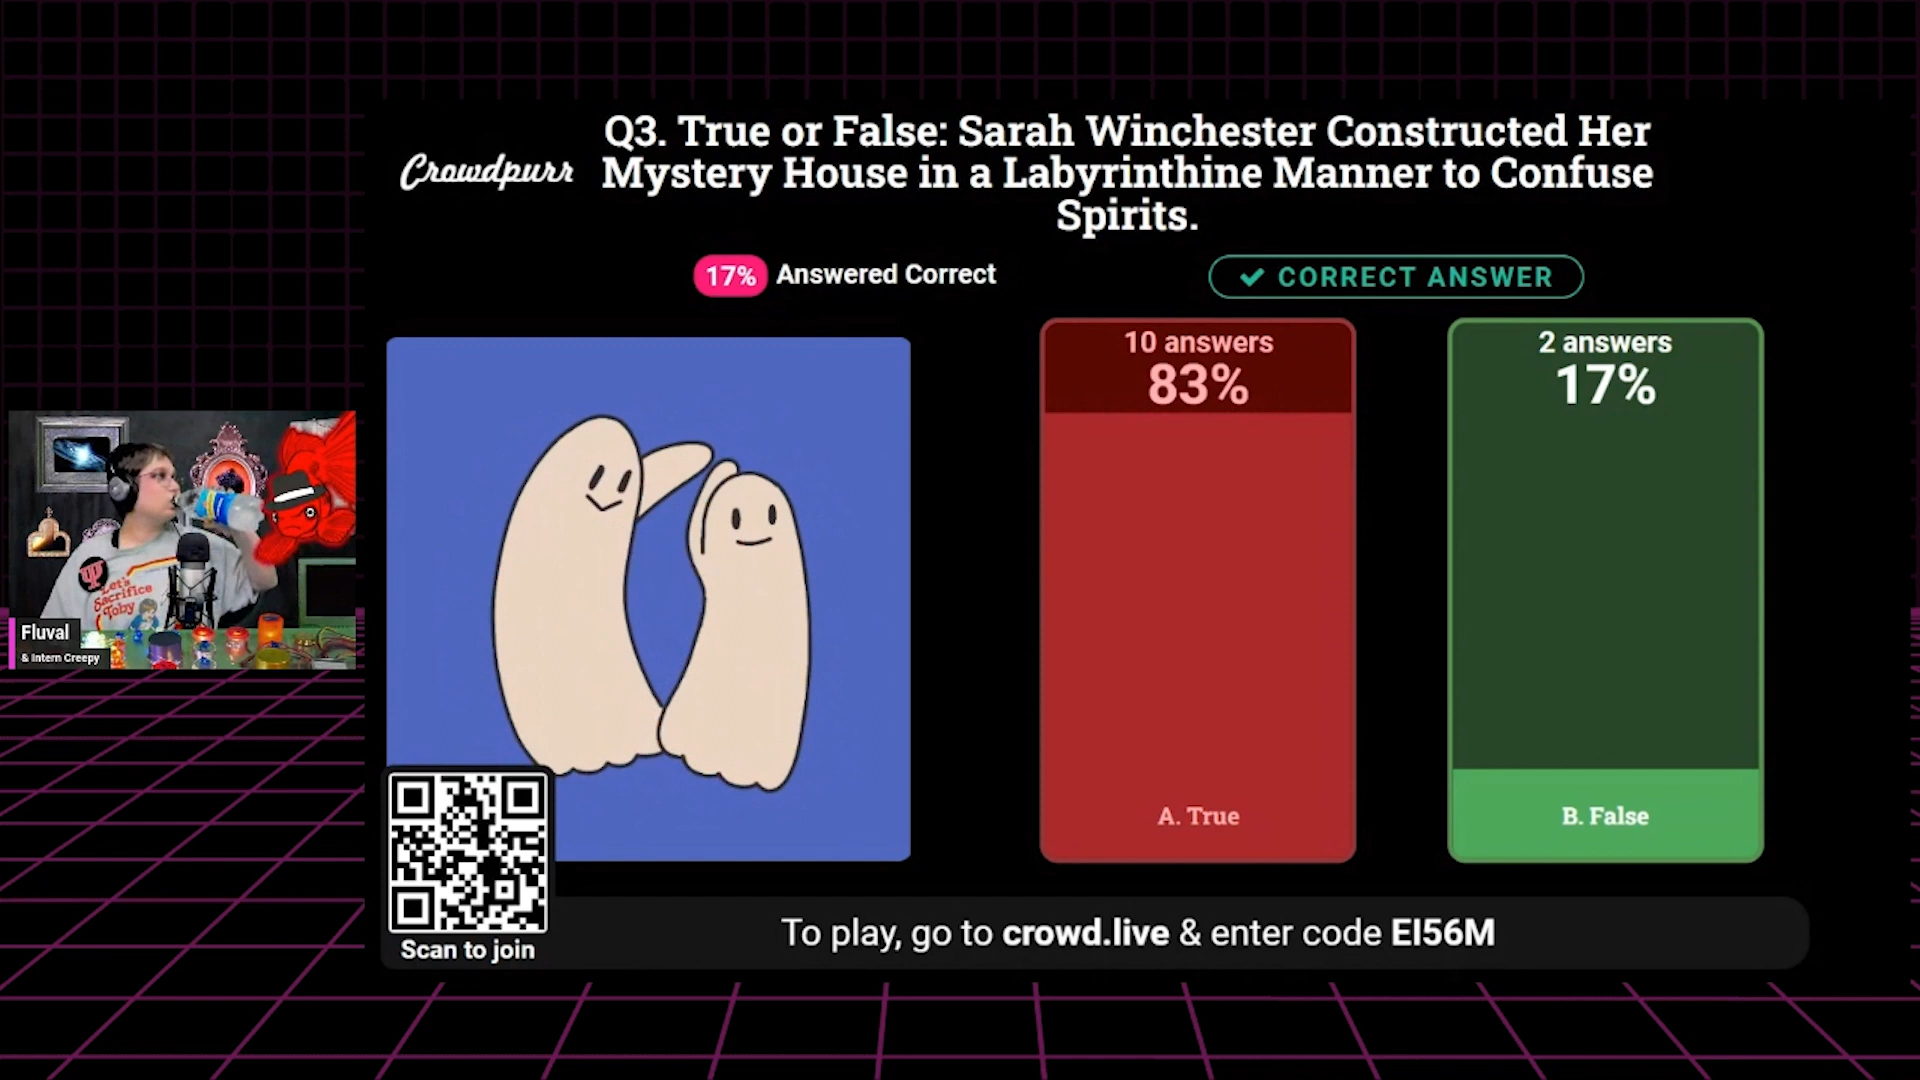 Crowdpurr
Q3. True or False: Sarah Winchester Constructed Her
Mystery House in a Labyrinthine Manner to Confuse
Spirits.
17% Answered Correct
✓ CORRECT ANSWER
10 answers
83%
2 answers
17%
A. True
B. False
Let's
Sacrifice
Toby
Fluval
& Intern Creepy
Scan to join
To play, go to crowd.live & enter code EI56M